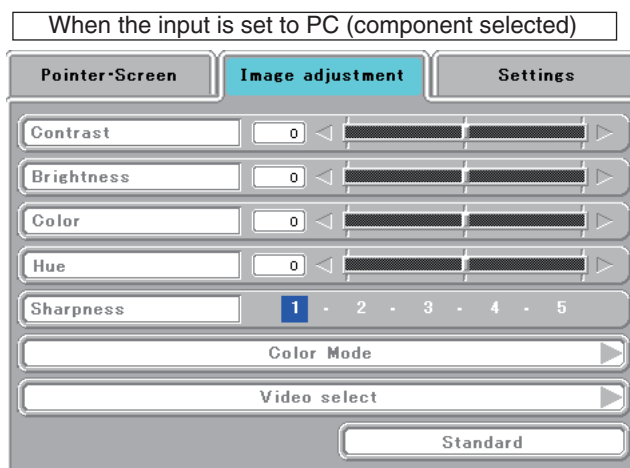 When the input is set to PC (component selected)
Pointer·Screen Image adjustment Settings
Contrast 0
Brightness 0
Color 0
Hue 0
Sharpness 1 · 2 · 3 · 4 · 5
Color Mode
Video select
Standard